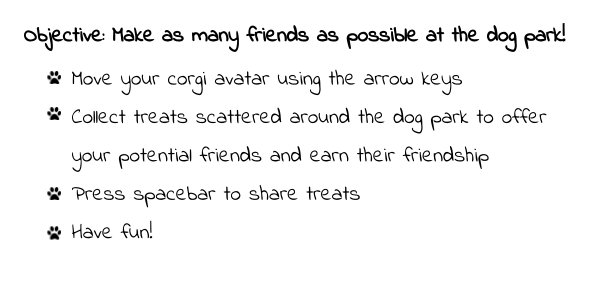 Objective: Make as many friends as possible at the dog park!
Move your corgi avatar using the arrow keys
Collect treats scattered around the dog park to offer
your potential friends and earn their friendship
Press spacebar to share treats
Have fun!